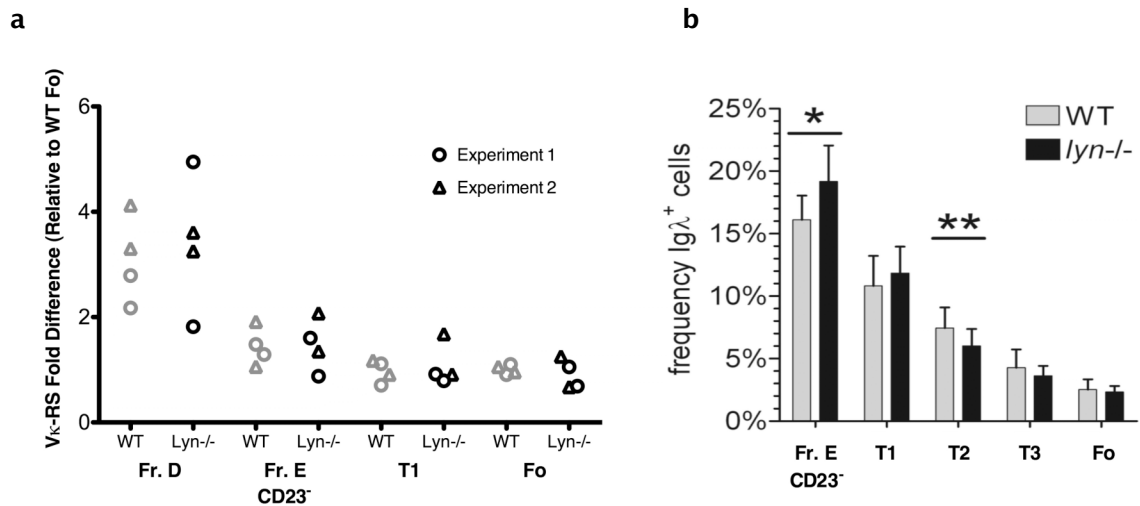 a
Vκ-RS Fold Difference (Relative to WT Fo)
6
4
2
0
Experiment 1
Experiment 2
WT Lyn-/- WT Lyn-/- WT Lyn-/- WT Lyn-/-
Fr. D Fr. E T1 Fo
CD23-
b
frequency Igλ+ cells
25%
20%
15%
10%
5%
0%
*
**
WT
lyn-/-
Fr. E T1 T2 T3 Fo
CD23-